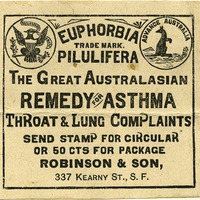 EUPHORBIA
TRADE MARK.
PILULIFERA
ADVANCE AUSTRALIA
THE GREAT AUSTRALASIAN
REMEDY FOR ASTHMA
THROAT & LUNG COMPLAINTS
SEND STAMP FOR CIRCULAR
OR 50 CTS FOR PACKAGE
ROBINSON & SON,
337 KEARNY ST., S. F.